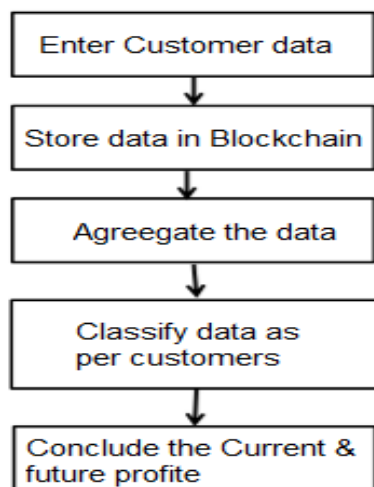 Enter Customer data
Store data in Blockchain
Agreegate the data
Classify data as
per customers
Conclude the Current &
future profite